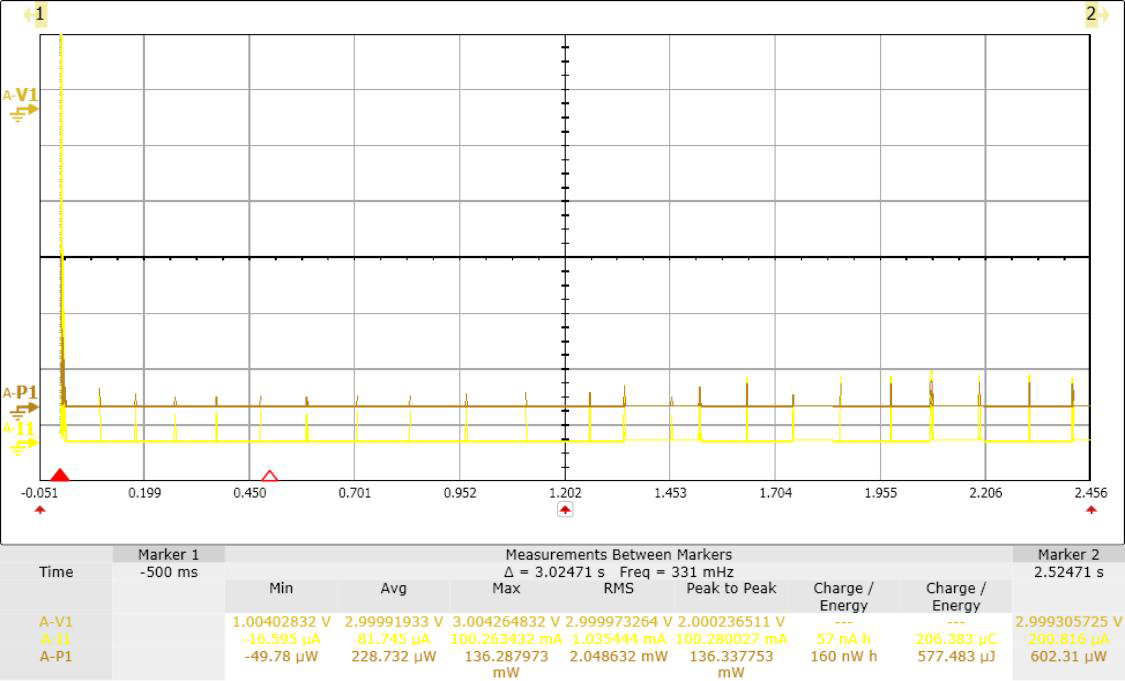 1 2
A-V1
A-P1
A-I1
-0.051 0.199 0.450 0.701 0.952 1.202 1.453 1.704 1.955 2.206 2.456
Marker 1 Measurements Between Markers Marker 2
Time -500 ms Δ = 3.02471 s Freq = 331 mHz 2.52471 s
Min Avg Max RMS Peak to Peak Charge / Energy Charge / Energy
A-V1 1.00402832 V 2.99991933 V 3.004264832 V 2.999973264 V 2.000236511 V --- --- 2.999305725 V
A-I1 -16.595 µA 81.745 µA 100.263432 mA 1.035444 mA 100.280027 mA 57 nA h 206.383 µC 200.816 µA
A-P1 -49.78 µW 228.732 µW 136.287973 mW 2.048632 mW 136.337753 mW 160 nW h 577.483 µJ 602.31 µW